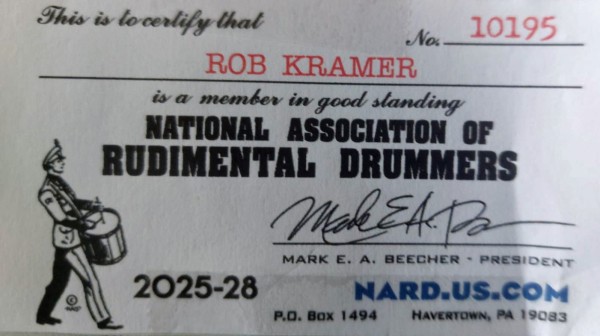 This is to certify that
No. 10195
ROB KRAMER
is a member in good standing
NATIONAL ASSOCIATION OF
RUDIMENTAL DRUMMERS
MARK E. A. BEECHER - PRESIDENT
2025-28
NARD.US.COM
P.O. BOX 1494 HAVERTOWN, PA 19083